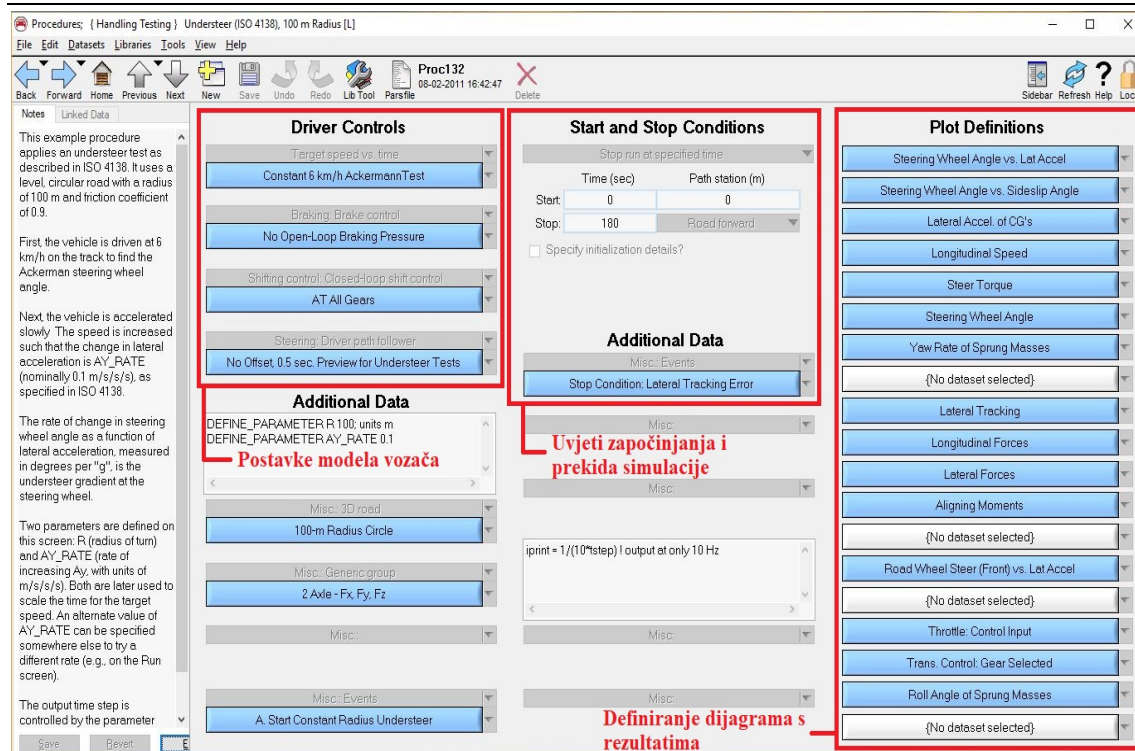 Procedures; { Handling Testing } Understeer (ISO 4138), 100 m Radius [L]
File Edit Datasets Libraries Tools View Help
Back Forward Home Previous Next New Save Undo Redo Lib Tool Parsfile
Proc132
08-02-2011 16:42:47
Delete
Sidebar Refresh Help Loc
Notes Linked Data
This example procedure
applies an understeer test as
described in ISO 4138. It uses a
level, circular road with a radius
of 100 m and friction coefficient
of 0.9.
First, the vehicle is driven at 6
km/h on the track to find the
Ackerman steering wheel
angle.
Next, the vehicle is accelerated
slowly. The speed is increased
such that the change in lateral
acceleration is AY_RATE
(nominally 0.1 m/s/s/s), as
specified in ISO 4138.
The rate of change in steering
wheel angle as a function of
lateral acceleration, measured
in degrees per "g", is the
understeer gradient at the
steering wheel.
Two parameters are defined on
this screen: R (radius of turn)
and AY_RATE (rate of
increasing Ay, with units of
m/s/s/s). Both are later used to
scale the time for the target
speed. An alternate value of
AY_RATE can be specified
somewhere else to try a
different rate (e.g., on the Run
screen).
The output time step is
controlled by the parameter
Save Revert E
Driver Controls
Target speed vs. time
Constant 6 km/h AckermannTest
Braking: Brake control
No Open-Loop Braking Pressure
Shifting control: Closed-loop shift control
AT All Gears
Steering: Driver path follower
No Offset, 0.5 sec. Preview for Understeer Tests
Additional Data
DEFINE_PARAMETER R 100; units m
DEFINE_PARAMETER AY_RATE 0.1
Postavke modela vozača
Misc.: 3D road
100-m Radius Circle
Misc.: Generic group
2 Axle - Fx, Fy, Fz
Misc.:
Misc.: Events
A. Start Constant Radius Understeer
Start and Stop Conditions
Stop run at specified time
Time (sec) Path station (m)
Start: 0 0
Stop: 180 Road forward
Specify initialization details?
Additional Data
Misc.: Events
Stop Condition: Lateral Tracking Error
Misc:
Uvjeti započinjanja i
prekida simulacije
Misc:
iprint = 1/(10*tstep) ! output at only 10 Hz
Misc:
Misc:
Definiranje dijagrama s
rezultatima
Plot Definitions
Steering Wheel Angle vs. Lat Accel
Steering Wheel Angle vs. Sideslip Angle
Lateral Accel. of CG's
Longitudinal Speed
Steer Torque
Steering Wheel Angle
Yaw Rate of Sprung Masses
{No dataset selected}
Lateral Tracking
Longitudinal Forces
Lateral Forces
Aligning Moments
{No dataset selected}
Road Wheel Steer (Front) vs. Lat Accel
{No dataset selected}
Throttle: Control Input
Trans. Control: Gear Selected
Roll Angle of Sprung Masses
{No dataset selected}